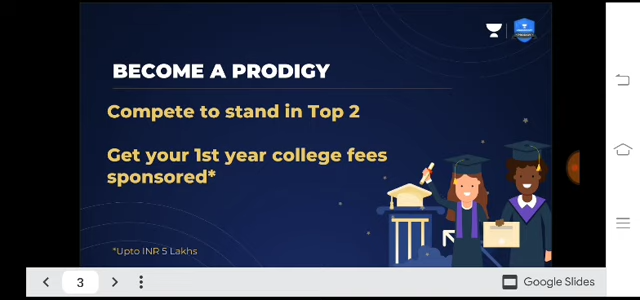 BECOME A PRODIGY
Compete to stand in Top 2
Get your 1st year college fees
sponsored*
*Upto INR 5 Lakhs
3
Google Slides